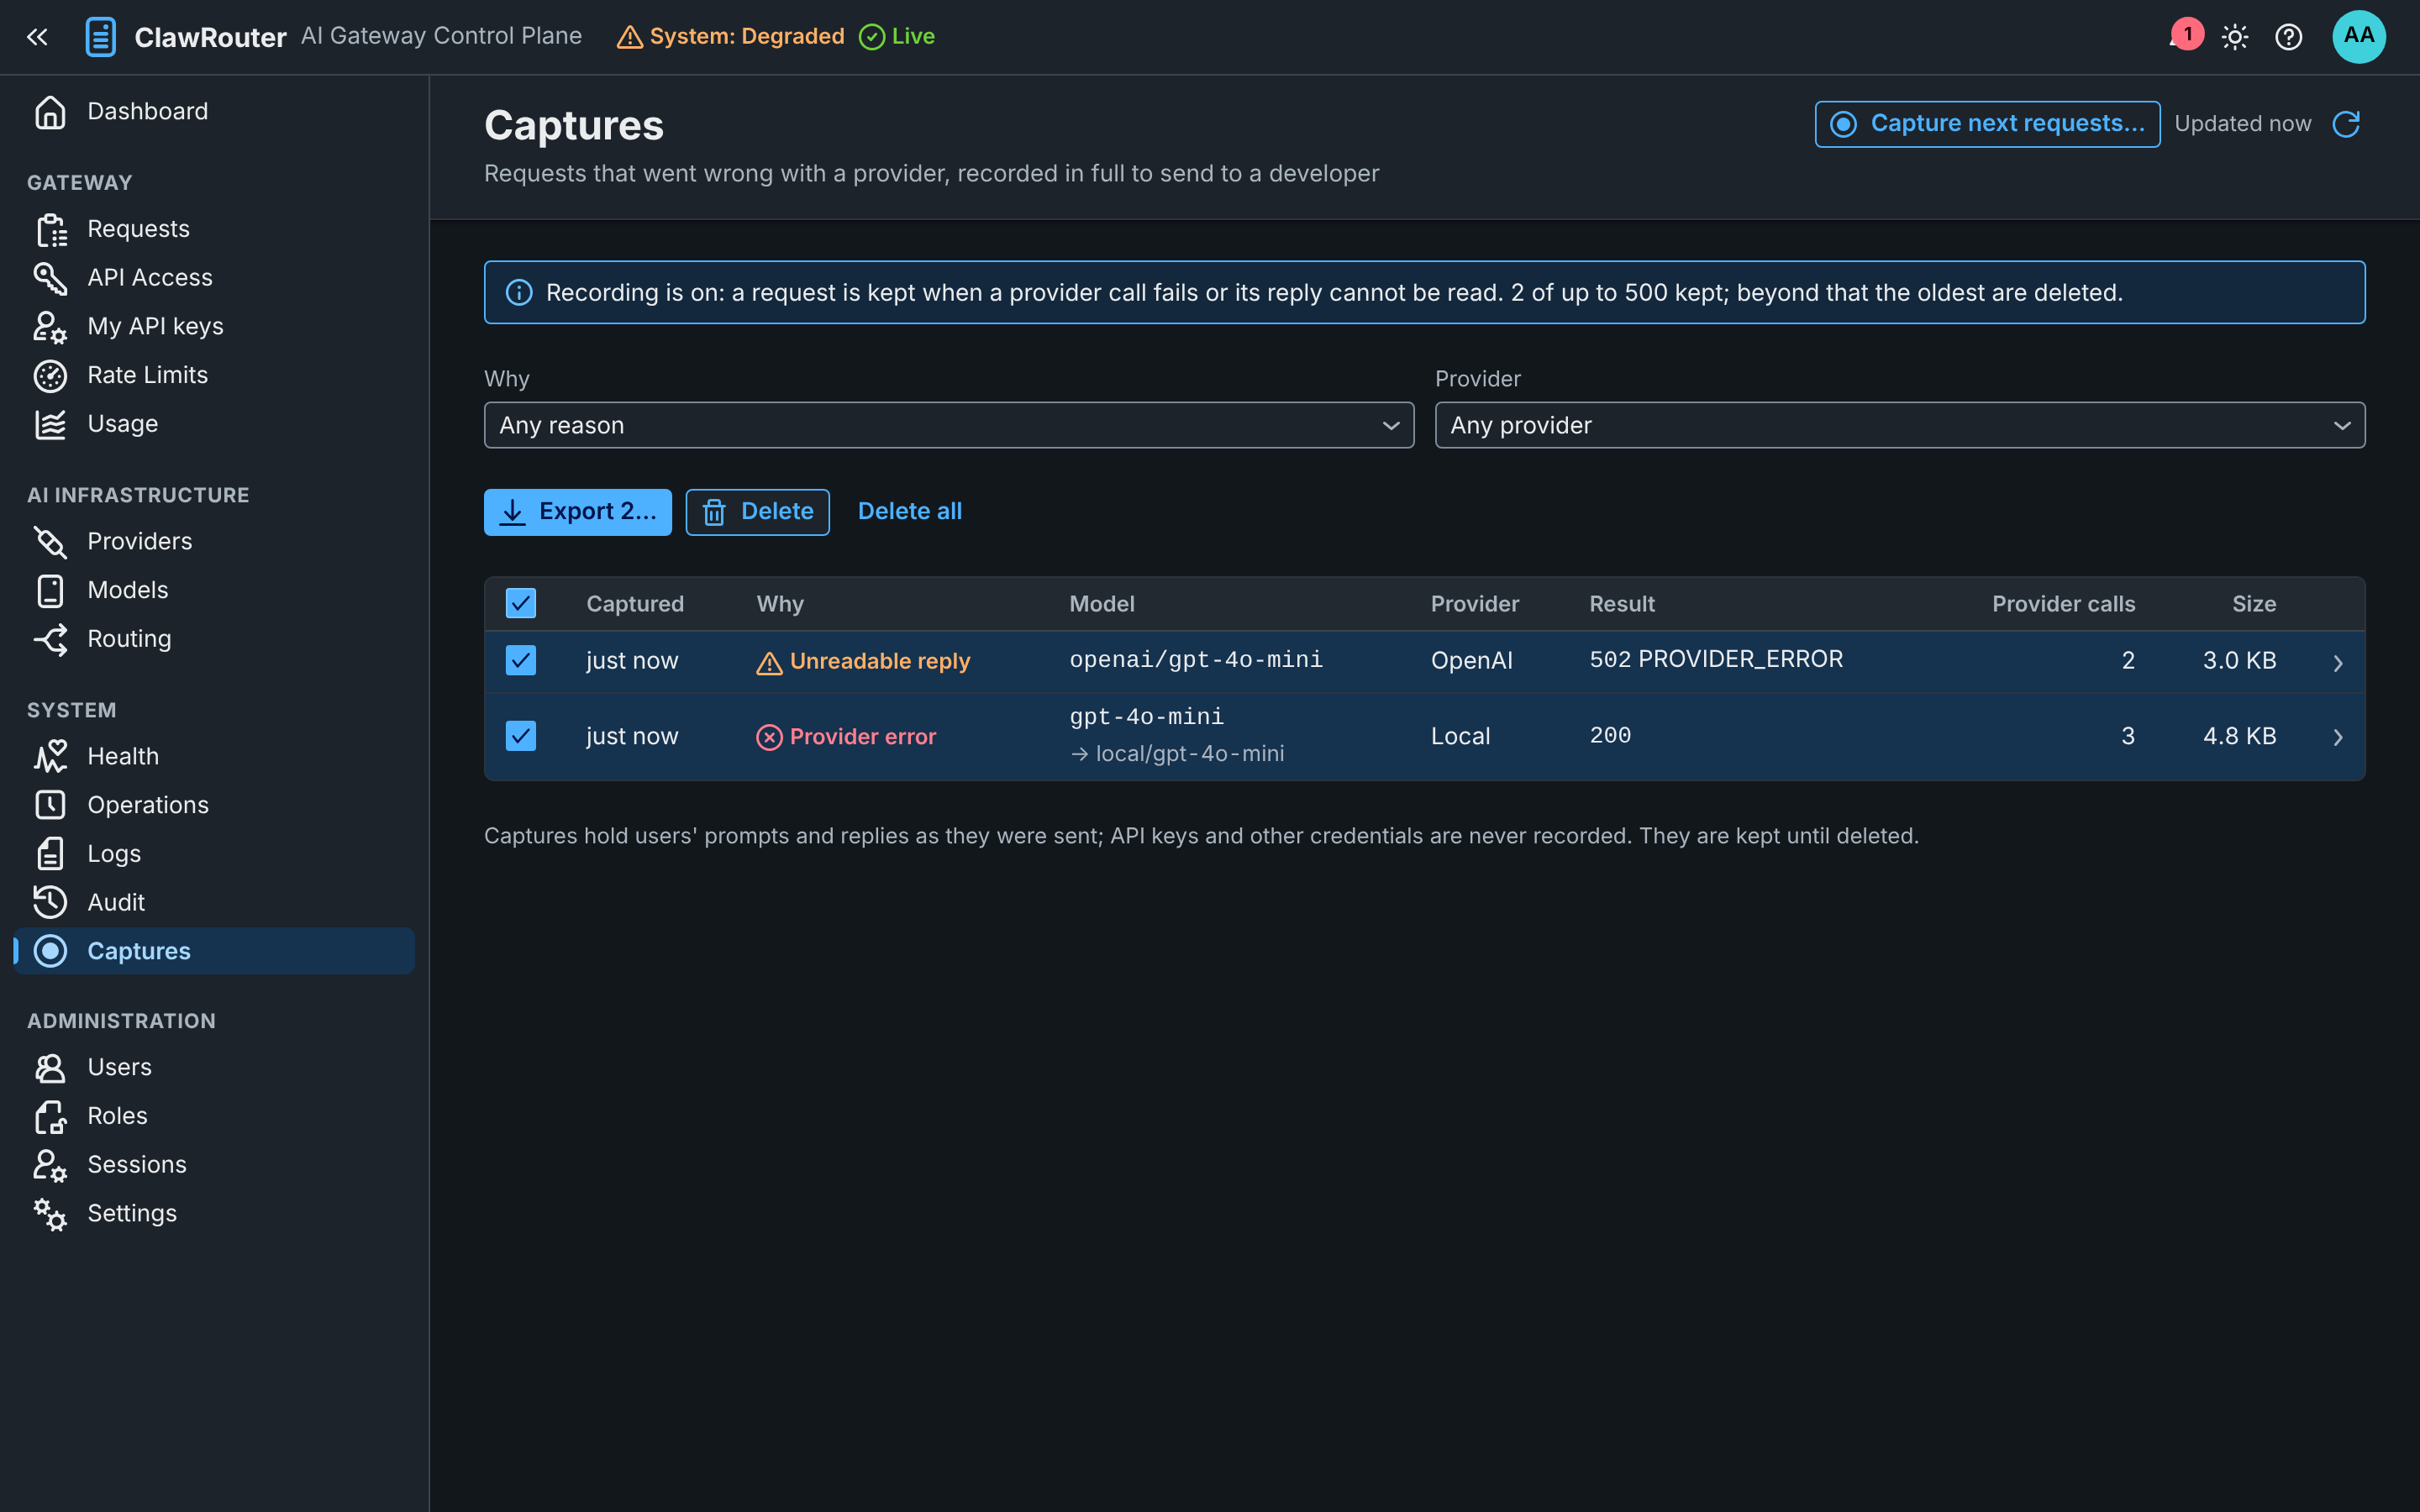 ClawRouter AI Gateway Control Plane System: Degraded Live 1 AA
Dashboard
GATEWAY
Requests
API Access
My API keys
Rate Limits
Usage
AI INFRASTRUCTURE
Providers
Models
Routing
SYSTEM
Health
Operations
Logs
Audit
Captures
ADMINISTRATION
Users
Roles
Sessions
Settings
Captures
Capture next requests... Updated now
Requests that went wrong with a provider, recorded in full to send to a developer
Recording is on: a request is kept when a provider call fails or its reply cannot be read. 2 of up to 500 kept; beyond that the oldest are deleted.
Why Provider
Any reason Any provider
Export 2... Delete Delete all
Captured Why Model Provider Result Provider calls Size
just now Unreadable reply openai/gpt-4o-mini OpenAI 502 PROVIDER_ERROR 2 3.0 KB
just now Provider error gpt-4o-mini Local 200 3 4.8 KB
→ local/gpt-4o-mini
Captures hold users' prompts and replies as they were sent; API keys and other credentials are never recorded. They are kept until deleted.